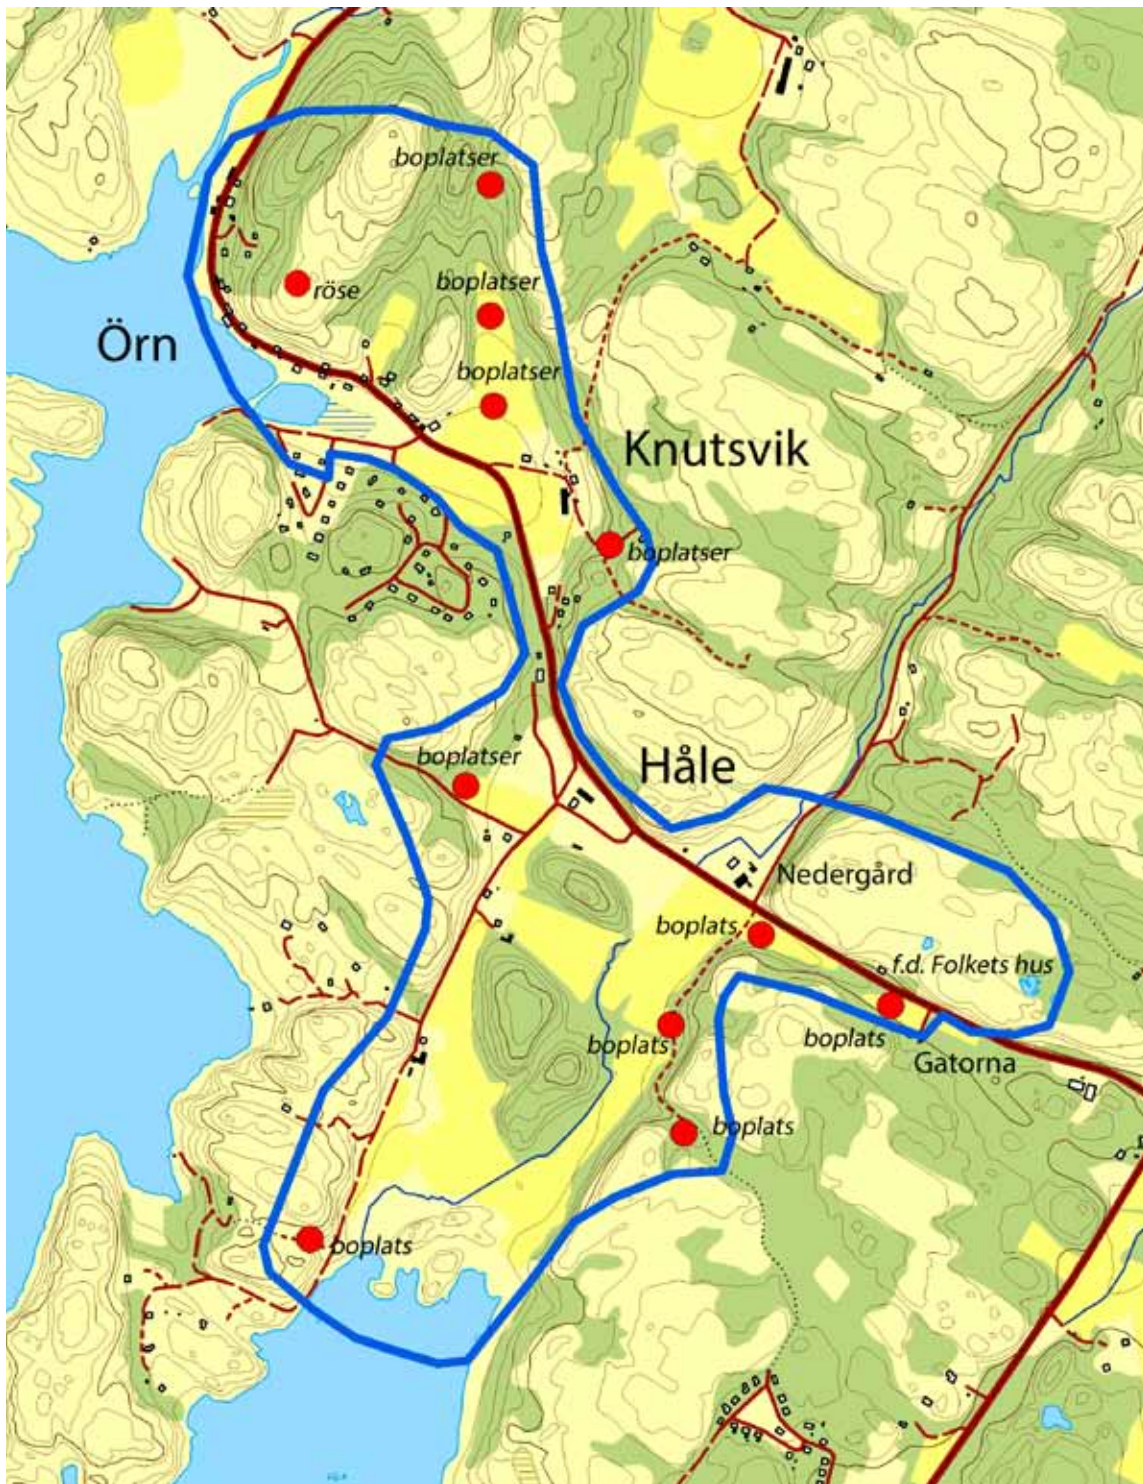 boplatser
boplatser
röse
Örn
boplatser
Knutsvik
boplatser
Håle
boplatser
Nedergård
boplats
f.d. Folkets hus
boplats
boplats
Gatorna
boplats
boplats